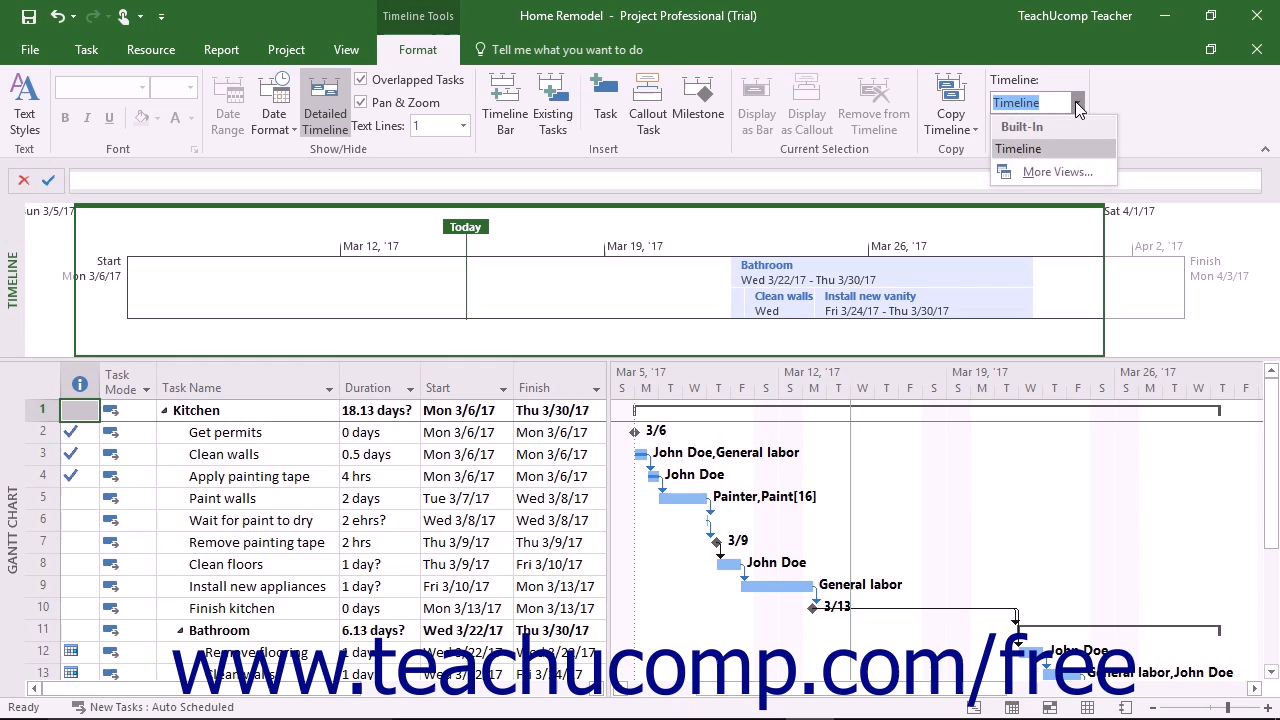 Timeline Tools
Home Remodel - Project Professional (Trial)
TeachUcomp Teacher
File Task Resource Report Project View Format Tell me what you want to do
Text Styles
Text
B I U A
Font
Date Range
Date Format
Detailed Timeline
Overlapped Tasks
Pan & Zoom
Text Lines: 1
Show/Hide
Timeline Bar
Existing Tasks
Task
Callout Task
Milestone
Insert
Display as Bar
Display as Callout
Remove from Timeline
Current Selection
Copy Timeline
Copy
Timeline:
Timeline
Built-In
Timeline
More Views...
TIMELINE
Sun 3/5/17
Sat 4/1/17
Today
Mar 12, '17 Mar 19, '17 Mar 26, '17 Apr 2, '17
Start
Mon 3/6/17
Finish
Mon 4/3/17
Bathroom
Wed 3/22/17 - Thu 3/30/17
Clean walls Install new vanity
Wed Fri 3/24/17 - Thu 3/30/17
GANTT CHART
Task Mode Task Name Duration Start Finish
Mar 5, '17 Mar 12, '17 Mar 19, '17 Mar 26, '17
S M T W T F S S M T W T F S S M T W T F S S M T W T F
1 Kitchen 18.13 days? Mon 3/6/17 Thu 3/30/17
2 Get permits 0 days Mon 3/6/17 Mon 3/6/17 3/6
3 Clean walls 0.5 days Mon 3/6/17 Mon 3/6/17 John Doe,General labor
4 Apply painting tape 4 hrs Mon 3/6/17 Mon 3/6/17 John Doe
5 Paint walls 2 days Tue 3/7/17 Wed 3/8/17 Painter,Paint[16]
6 Wait for paint to dry 2 ehrs? Wed 3/8/17 Wed 3/8/17
7 Remove painting tape 2 hrs Thu 3/9/17 Thu 3/9/17 3/9
8 Clean floors 1 day? Thu 3/9/17 Fri 3/10/17 John Doe
9 Install new appliances 1 day? Fri 3/10/17 Mon 3/13/17 General labor
10 Finish kitchen 0 days Mon 3/13/17 Mon 3/13/17 3/13
11 Bathroom 6.13 days? Wed 3/22/17 Thu 3/30/17
12 Remove flooring John Doe
13 General labor,John Doe
www.teachucomp.com/free
Ready New Tasks : Auto Scheduled